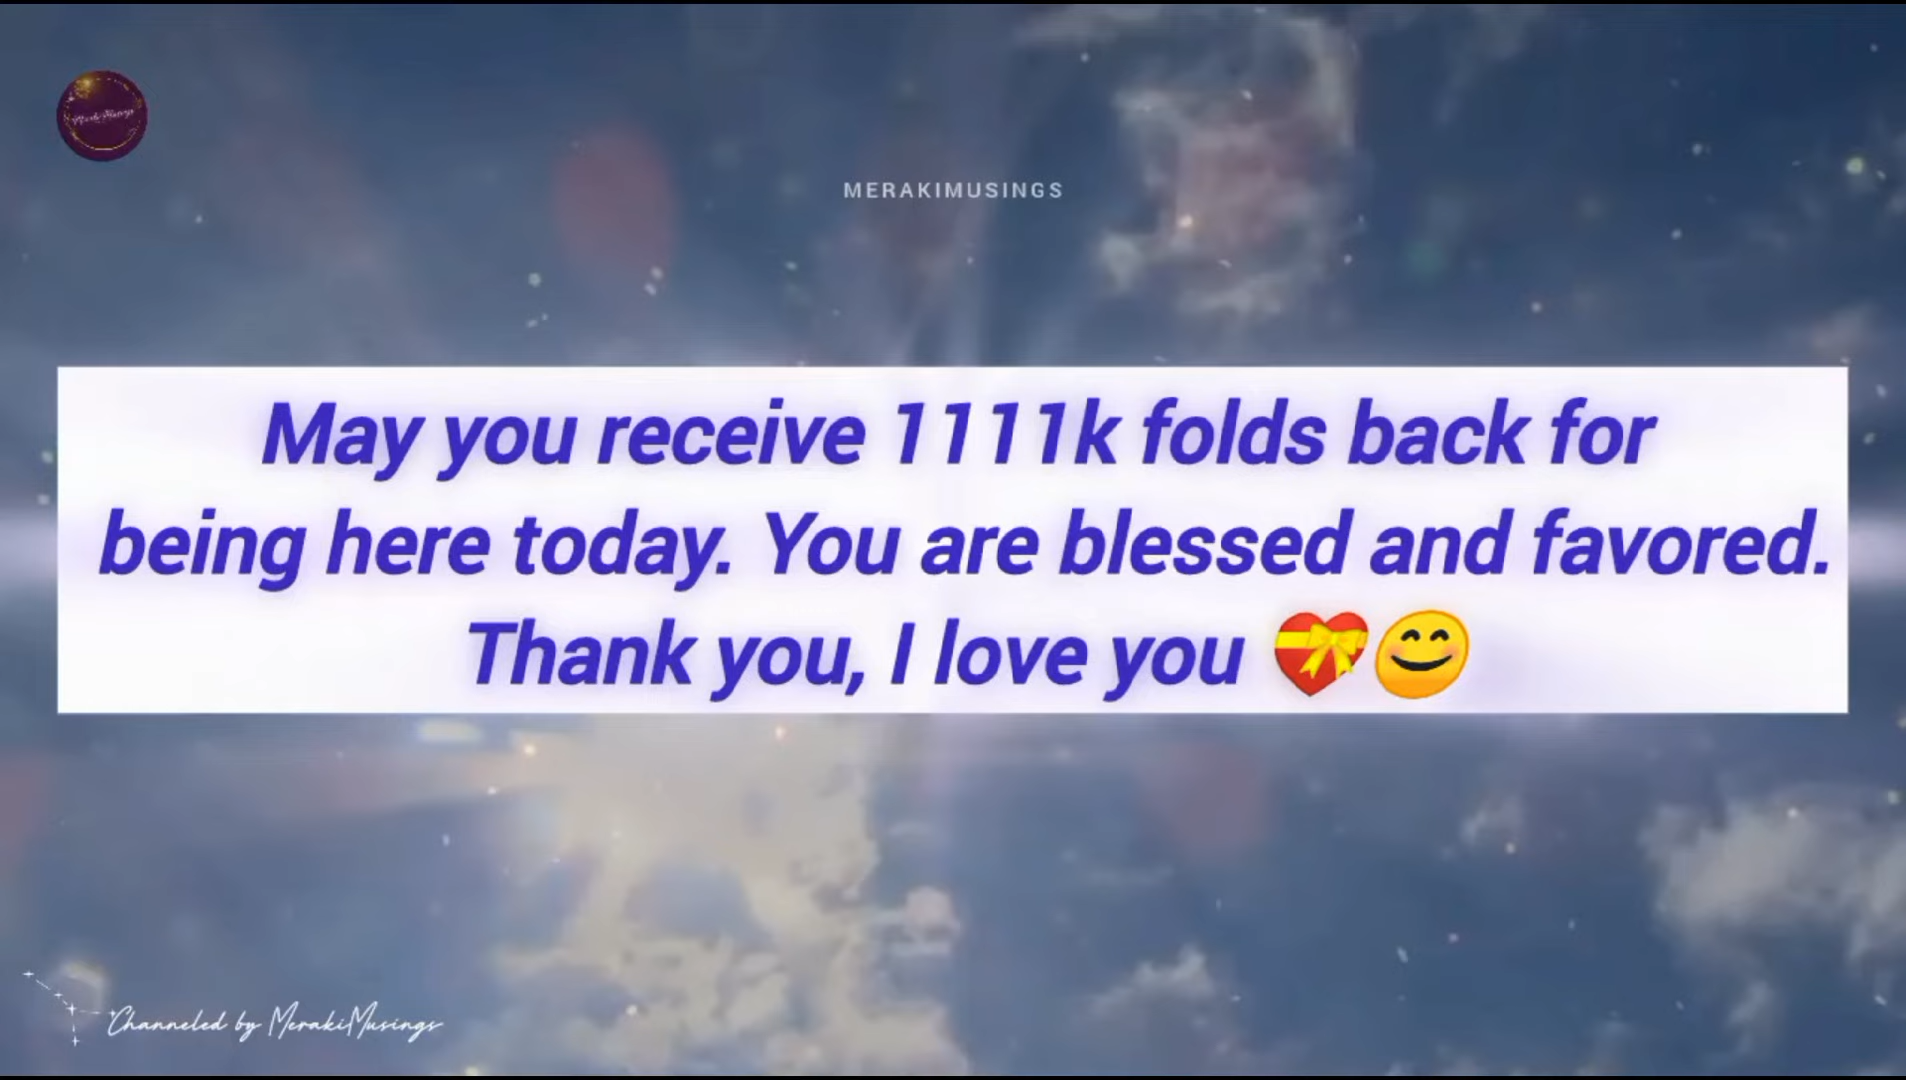 MerakiMusings
MERAKIMUSINGS
May you receive 1111k folds back for
being here today. You are blessed and favored.
Thank you, I love you 💝😊
Channeled by MerakiMusings